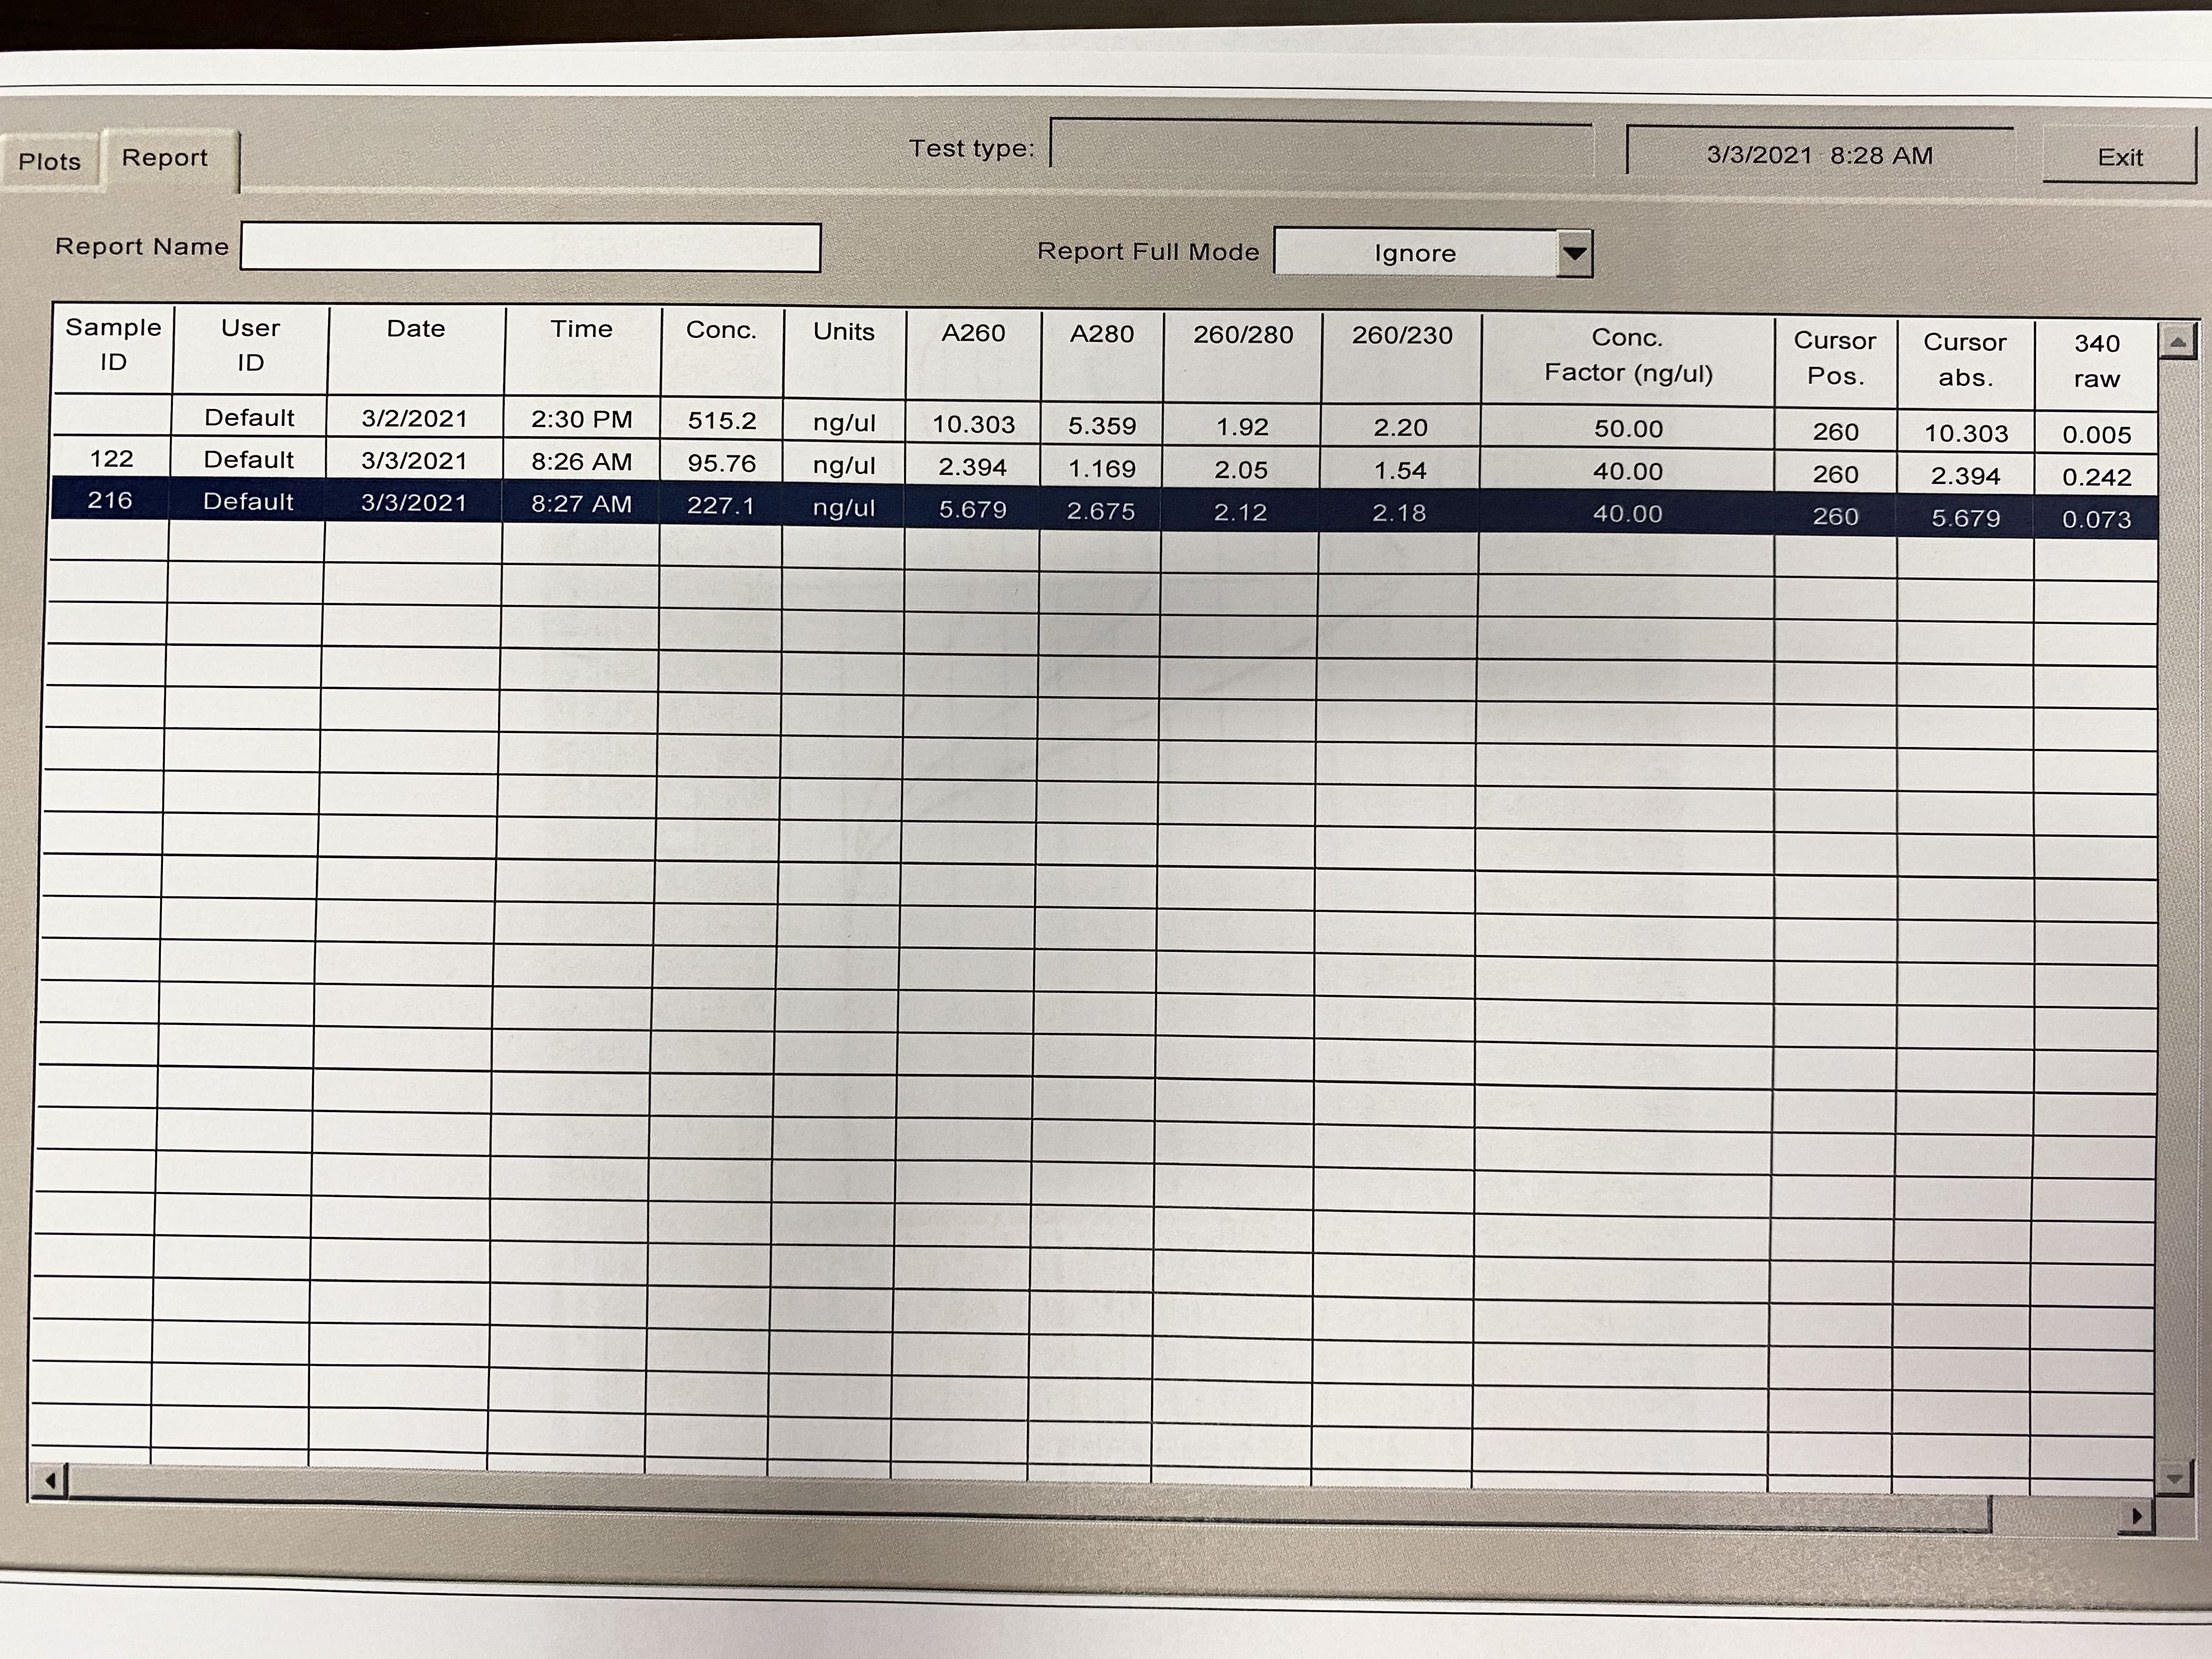 Plots Report Test type: 3/3/2021 8:28 AM Exit
Report Name Report Full Mode Ignore
Sample ID User ID Date Time Conc. Units A260 A280 260/280 260/230 Conc. Factor (ng/ul) Cursor Pos. Cursor abs. 340 raw
Default 3/2/2021 2:30 PM 515.2 ng/ul 10.303 5.359 1.92 2.20 50.00 260 10.303 0.005
122 Default 3/3/2021 8:26 AM 95.76 ng/ul 2.394 1.169 2.05 1.54 40.00 260 2.394 0.242
216 Default 3/3/2021 8:27 AM 227.1 ng/ul 5.679 2.675 2.12 2.18 40.00 260 5.679 0.073